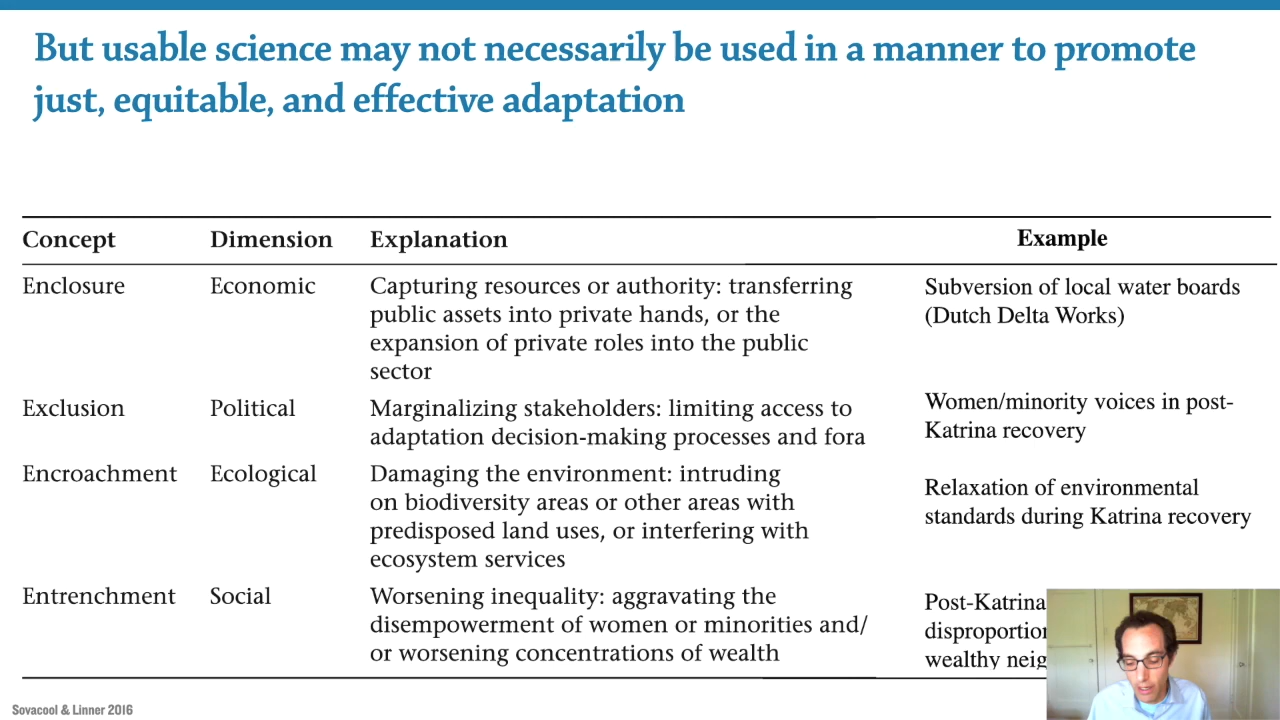 But usable science may not necessarily be used in a manner to promote
just, equitable, and effective adaptation
Concept Dimension Explanation Example
Enclosure Economic Capturing resources or authority: transferring
public assets into private hands, or the
expansion of private roles into the public
sector
Subversion of local water boards
(Dutch Delta Works)
Exclusion Political Marginalizing stakeholders: limiting access to
adaptation decision-making processes and fora
Women/minority voices in post-
Katrina recovery
Encroachment Ecological Damaging the environment: intruding
on biodiversity areas or other areas with
predisposed land uses, or interfering with
ecosystem services
Relaxation of environmental
standards during Katrina recovery
Entrenchment Social Worsening inequality: aggravating the
disempowerment of women or minorities and/
or worsening concentrations of wealth
Post-Katrina
wealthy
Sovacool & Linner 2016